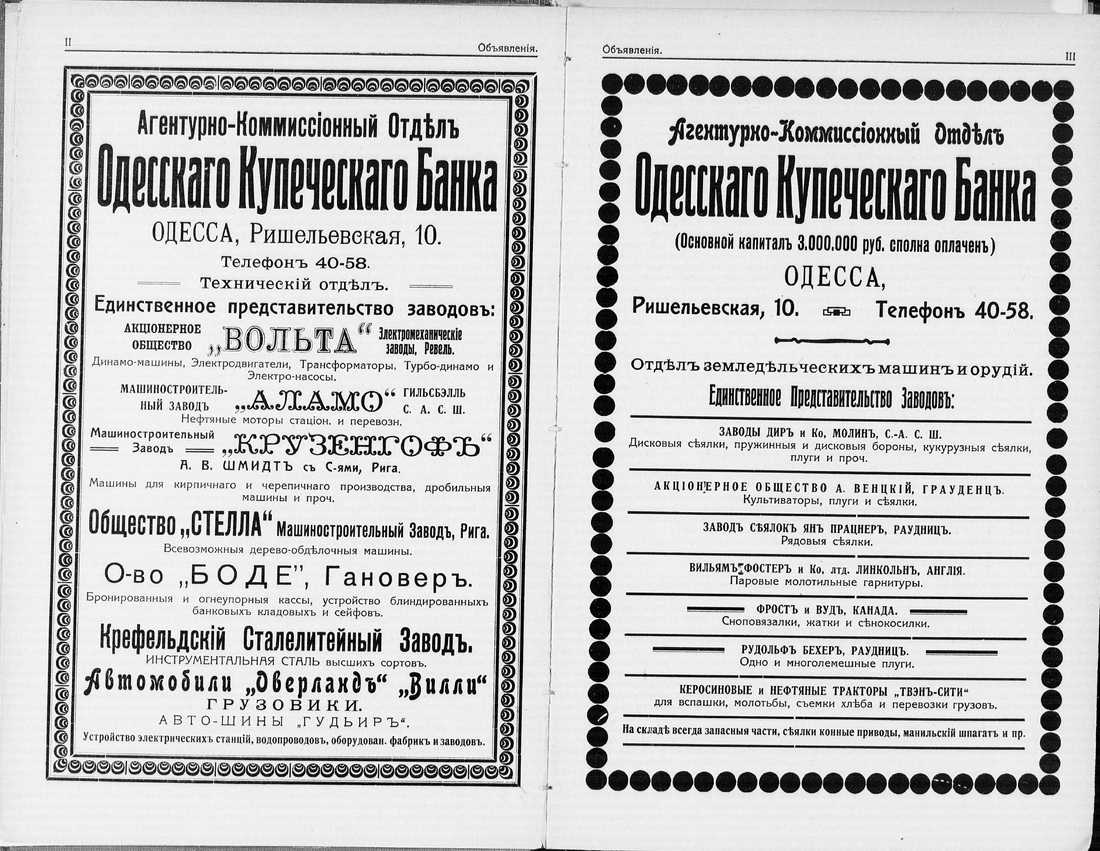 II
Объявленія.
Агентурно-Коммиссіонный Отдѣлъ
Одесскаго Купеческаго Банка
ОДЕССА, Ришельевская, 10.
Телефонъ 40-58.
Техническій отдѣлъ.
Единственное представительство заводовъ:
АКЦІОНЕРНОЕ ОБЩЕСТВО „ВОЛЬТА“ Электромеханическіе заводы, Ревель.
Динамо-машины, Электродвигатели, Трансформаторы, Турбо-динамо и
Электро-насосы.
МАШИНОСТРОИТЕЛЬНЫЙ ЗАВОДЪ „АЛАМО“ ГИЛЬСБЭЛЛЬ С. А. С. Ш.
Нефтяные моторы стаціон. и перевозн.
Машиностроительный Заводъ „КРУЗЕНГОФЪ“
А. В. ШМИДТЪ съ С-ями, Рига.
Машины для кирпичнаго и черепичнаго производства, дробильныя
машины и проч.
Общество „СТЕЛЛА“ Машиностроительный Заводъ, Рига.
Всевозможныя дерево-обдѣлочныя машины.
О-во „БОДЕ“, Гановеръ.
Бронированныя и огнеупорныя кассы, устройство блиндированныхъ
банковыхъ кладовыхъ и сейфовъ.
Крефельдскій Сталелитейный Заводъ.
ИНСТРУМЕНТАЛЬНАЯ СТАЛЬ высшихъ сортовъ.
Автомобили „Оверландъ“ „Вилли“
ГРУЗОВИКИ.
АВТО-ШИНЫ „ГУДЬИРЪ“.
Устройство электрическихъ станцій, водопроводовъ, оборудован. фабрикъ и заводовъ.
Объявленія.
III
Агентурно-Коммиссіонный Отдѣлъ
Одесскаго Купеческаго Банка
(Основной капиталъ 3.000.000 руб. сполна оплаченъ)
ОДЕССА,
Ришельевская, 10. Телефонъ 40-58.
Отдѣлъ земледѣльческихъ машинъ и орудій.
Единственное Представительство Заводовъ:
ЗАВОДЫ ДИРЪ и Ко, МОЛИНЪ, С.-А. С. Ш.
Дисковыя сѣялки, пружинныя и дисковыя бороны, кукурузныя сѣялки,
плуги и проч.
АКЦІОНЕРНОЕ ОБЩЕСТВО А. ВЕНЦКІЙ, ГРАУДЕНЦЪ.
Культиваторы, плуги и сѣялки.
ЗАВОДЪ СѢЯЛОКЪ ЯНЪ ПРАЦНЕРЪ, РАУДНИЦЪ.
Рядовыя сѣялки.
ВИЛЬЯМЪ ФОСТЕРЪ и Ко, лтд. ЛИНКОЛЬНЪ, АНГЛІЯ.
Паровыя молотильныя гарнитуры.
ФРОСТЪ и ВУДЪ, КАНАДА.
Сноповязалки, жатки и сѣнокосилки.
РУДОЛЬФЪ БЕХЕРЪ, РАУДНИЦЪ.
Одно и многолемешные плуги.
КЕРОСИНОВЫЕ и НЕФТЯНЫЕ ТРАКТОРЫ „ТВЭНЪ-СИТИ“
для вспашки, молотьбы, съемки хлѣба и перевозки грузовъ.
На складѣ всегда запасныя части, сѣялки конные приводы, манильскій шпагатъ и пр.